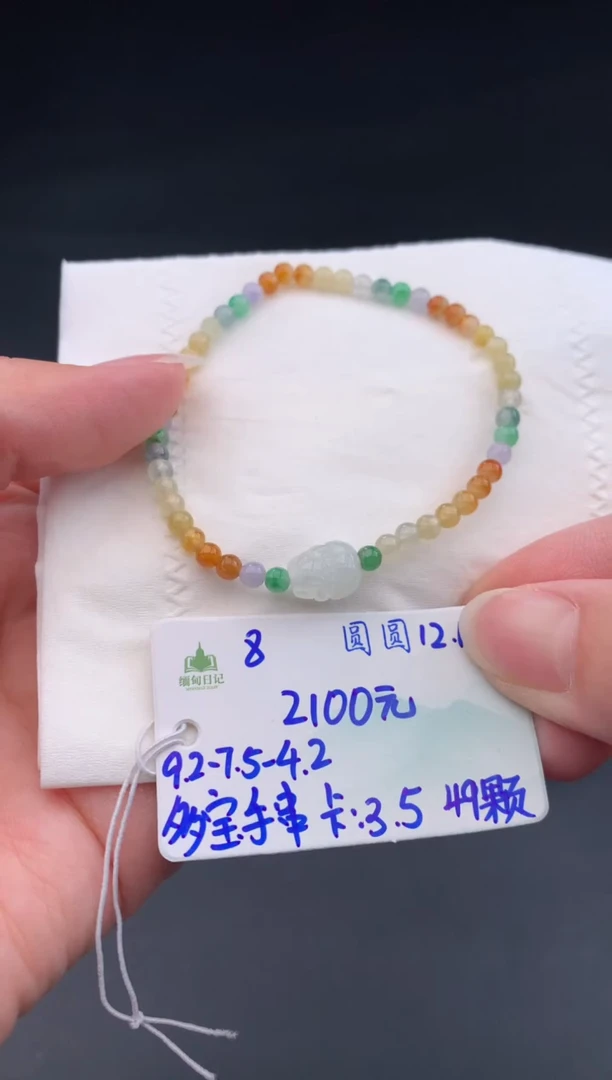 8 圆圆12.
缅甸日记
2100元
9.2-7.5-4.2
多宝手串 卡:3.5 49颗